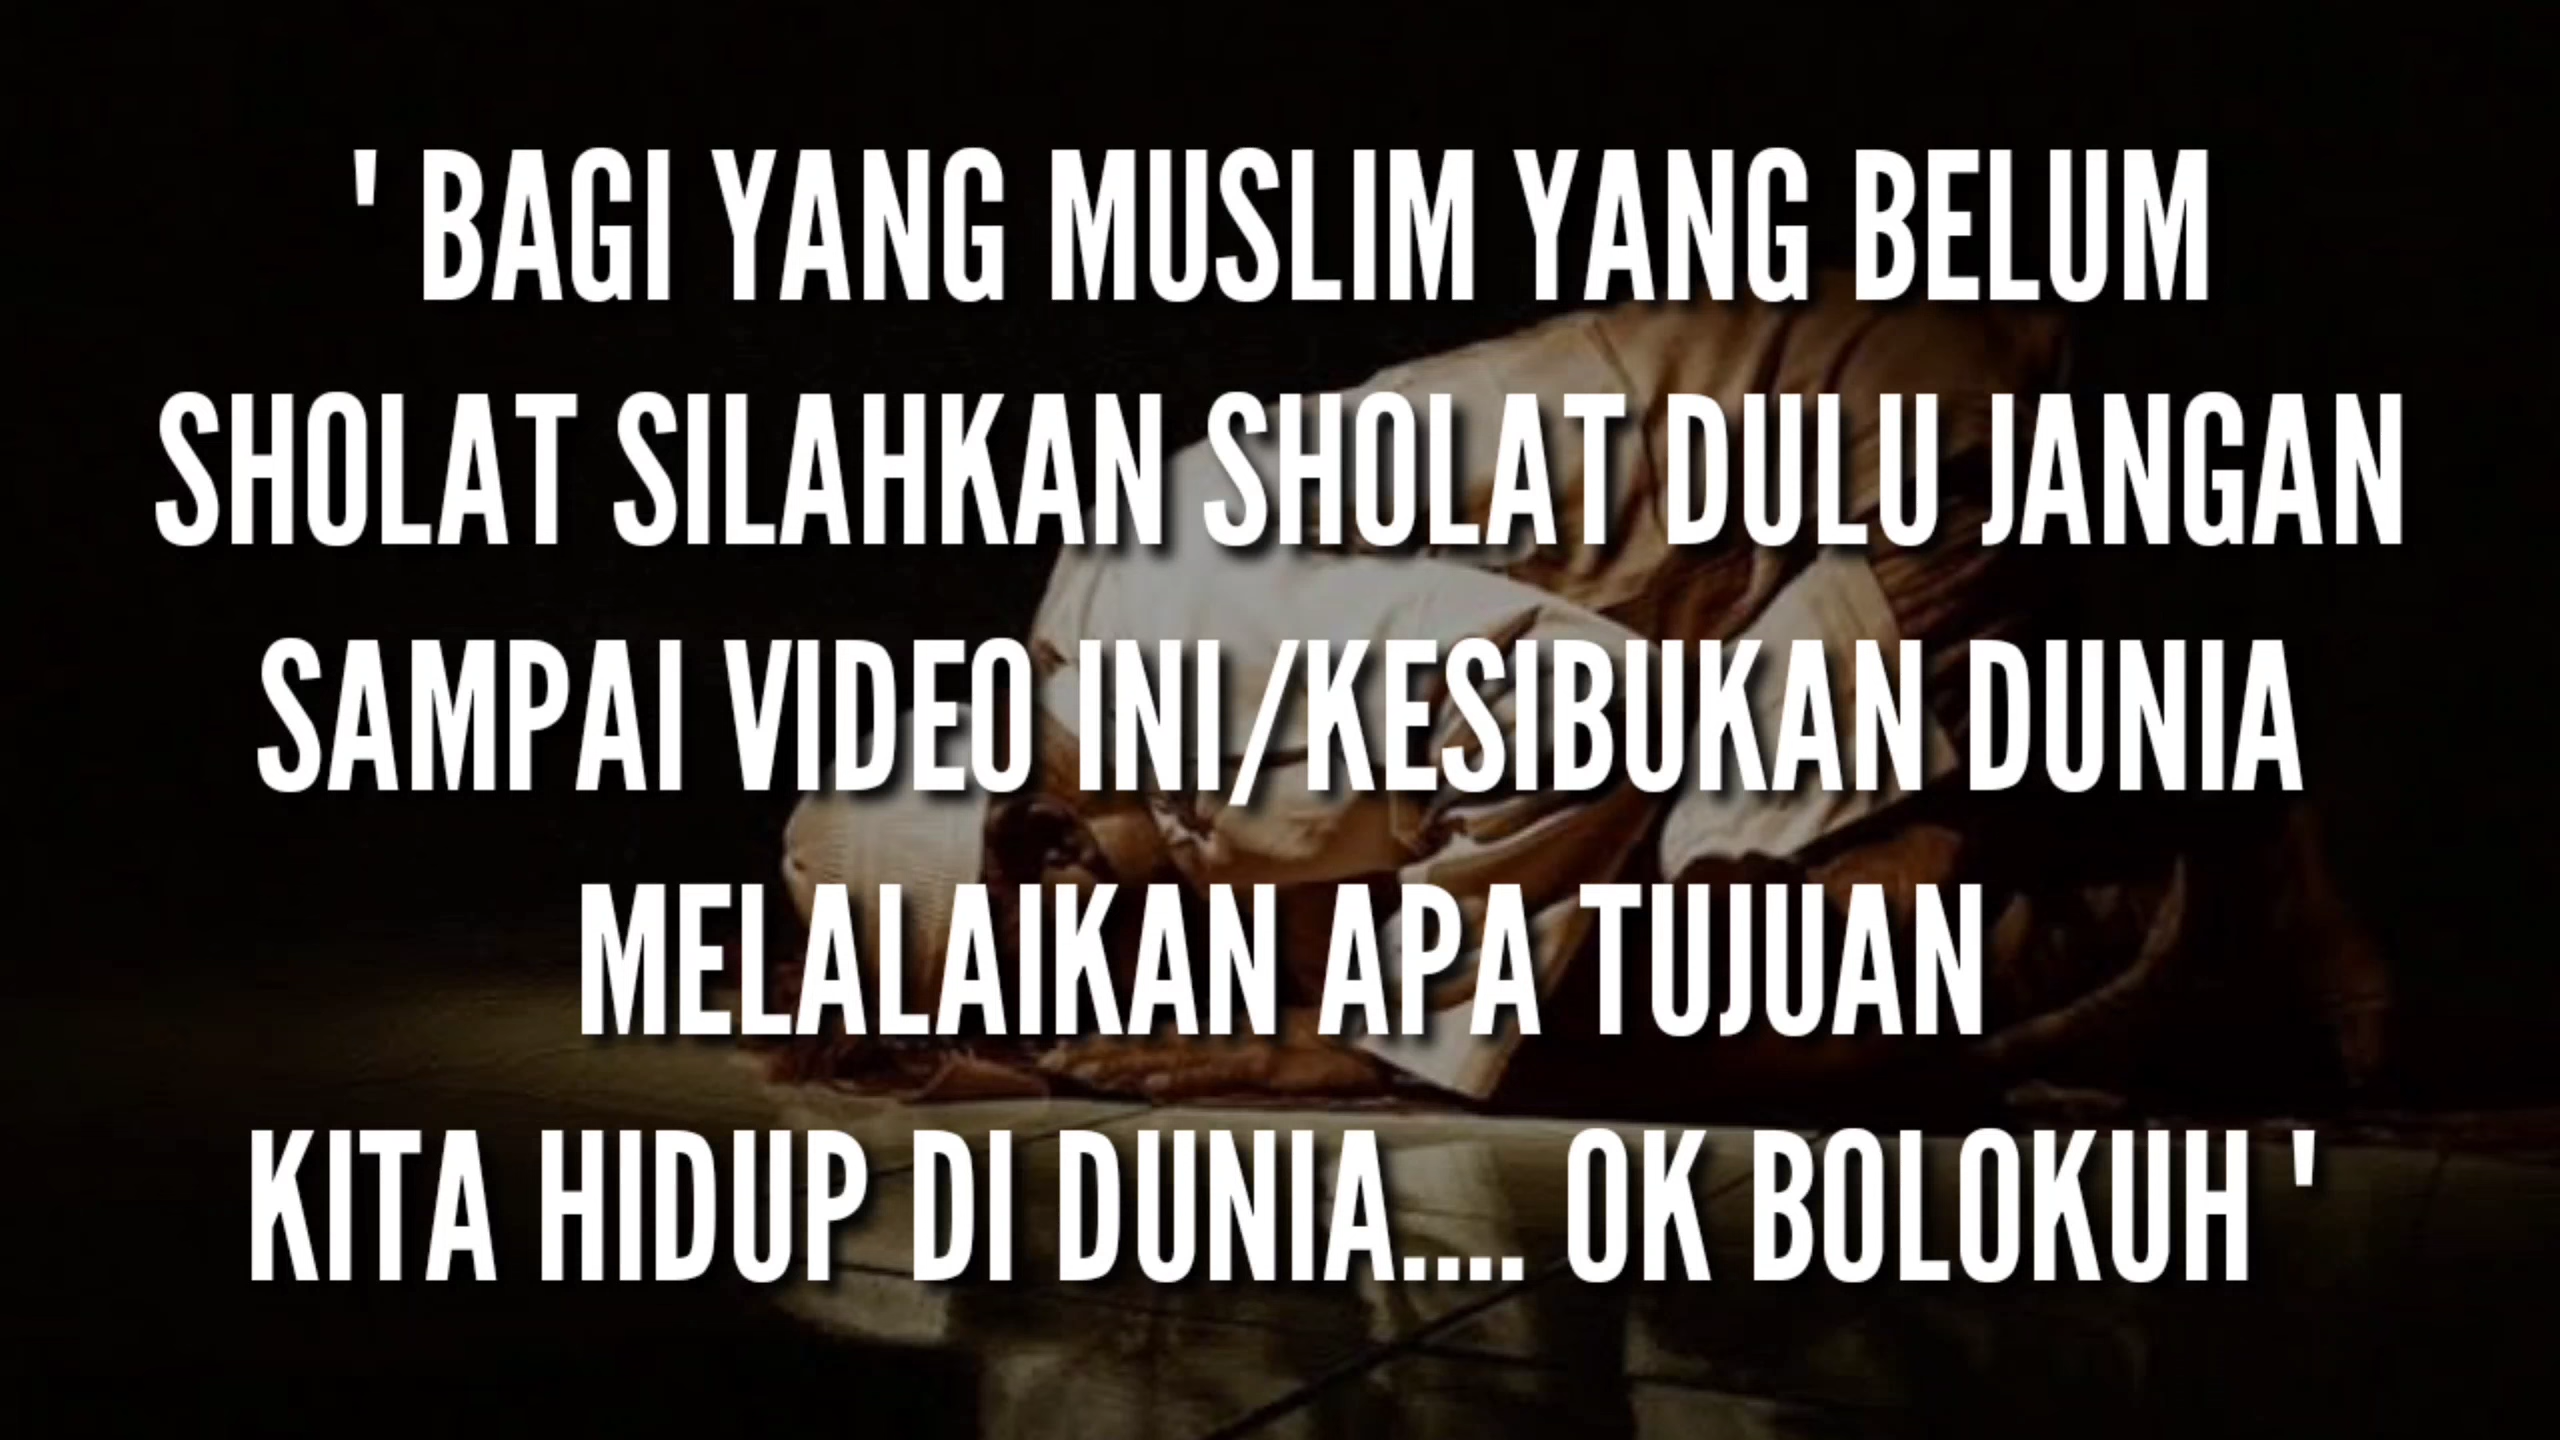 ' BAGI YANG MUSLIM YANG BELUM
SHOLAT SILAHKAN SHOLAT DULU JANGAN
SAMPAI VIDEO INI/KESIBUKAN DUNIA
MELALAIKAN APA TUJUAN
KITA HIDUP DI DUNIA.... OK BOLOKUH '